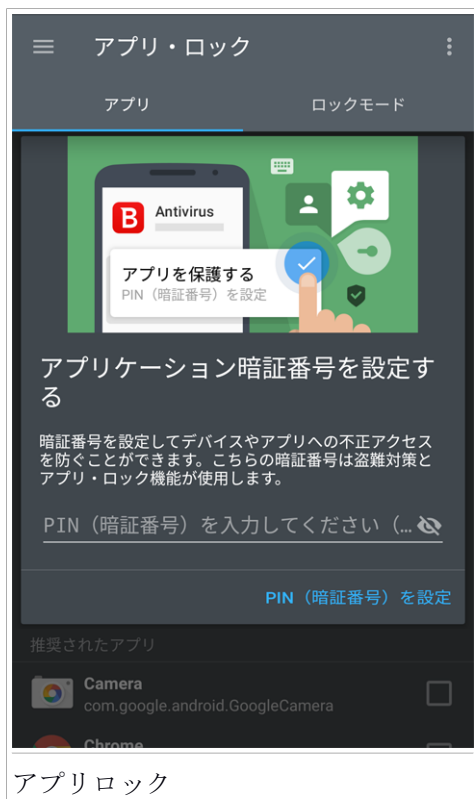 アプリ・ロック
アプリ
ロックモード
B
Antivirus
アプリを保護する
PIN（暗証番号）を設定
アプリケーション暗証番号を設定す
る
暗証番号を設定してデバイスやアプリへの不正アクセス
を防ぐことができます。こちらの暗証番号は盗難対策と
アプリ・ロック機能が使用します。
PIN（暗証番号）を入力してください（...
PIN（暗証番号）を設定
推奨されたアプリ
Camera
com.google.android.GoogleCamera
Chrome
アプリロック